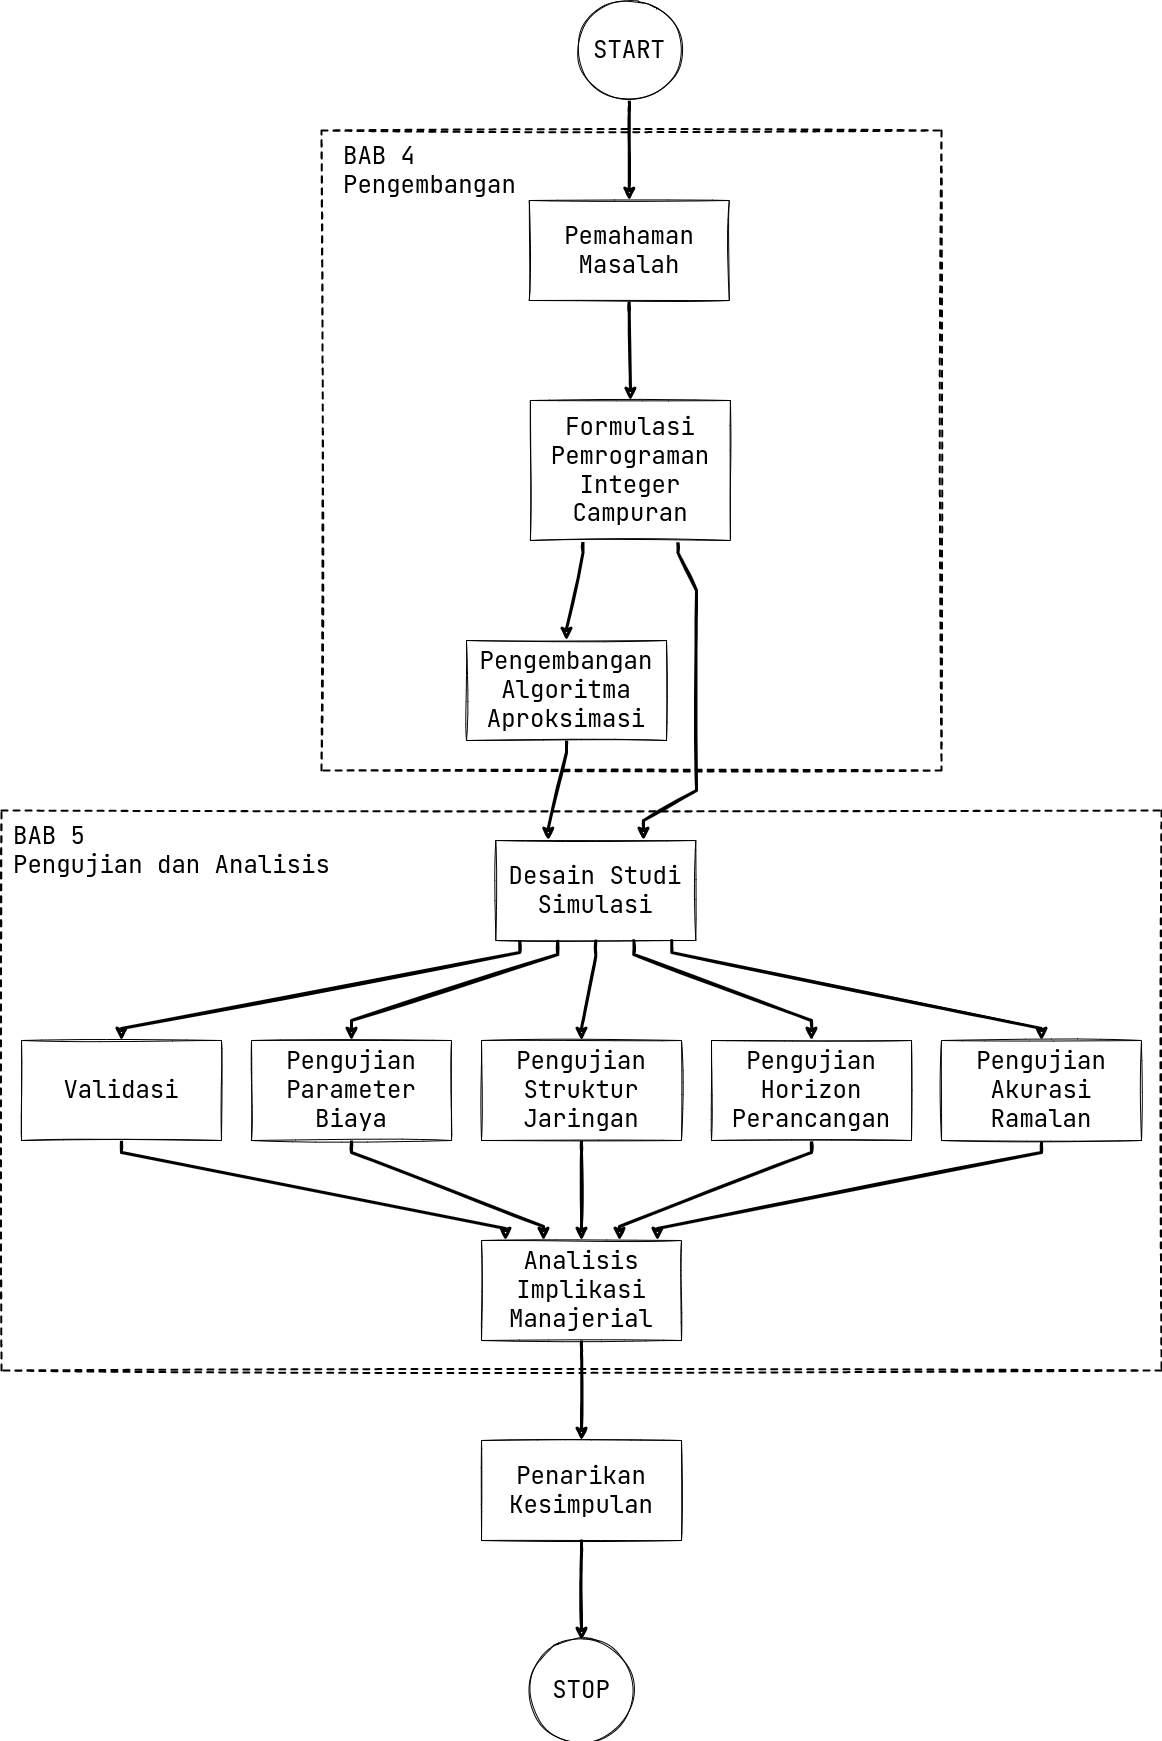 START
BAB 4
Pengembangan
Pemahaman
Masalah
Formulasi
Pemrograman
Integer
Campuran
Pengembangan
Algoritma
Aproksimasi
BAB 5
Pengujian dan Analisis
Desain Studi
Simulasi
Validasi
Pengujian
Parameter
Biaya
Pengujian
Struktur
Jaringan
Pengujian
Horizon
Perancangan
Pengujian
Akurasi
Ramalan
Analisis
Implikasi
Manajerial
Penarikan
Kesimpulan
STOP